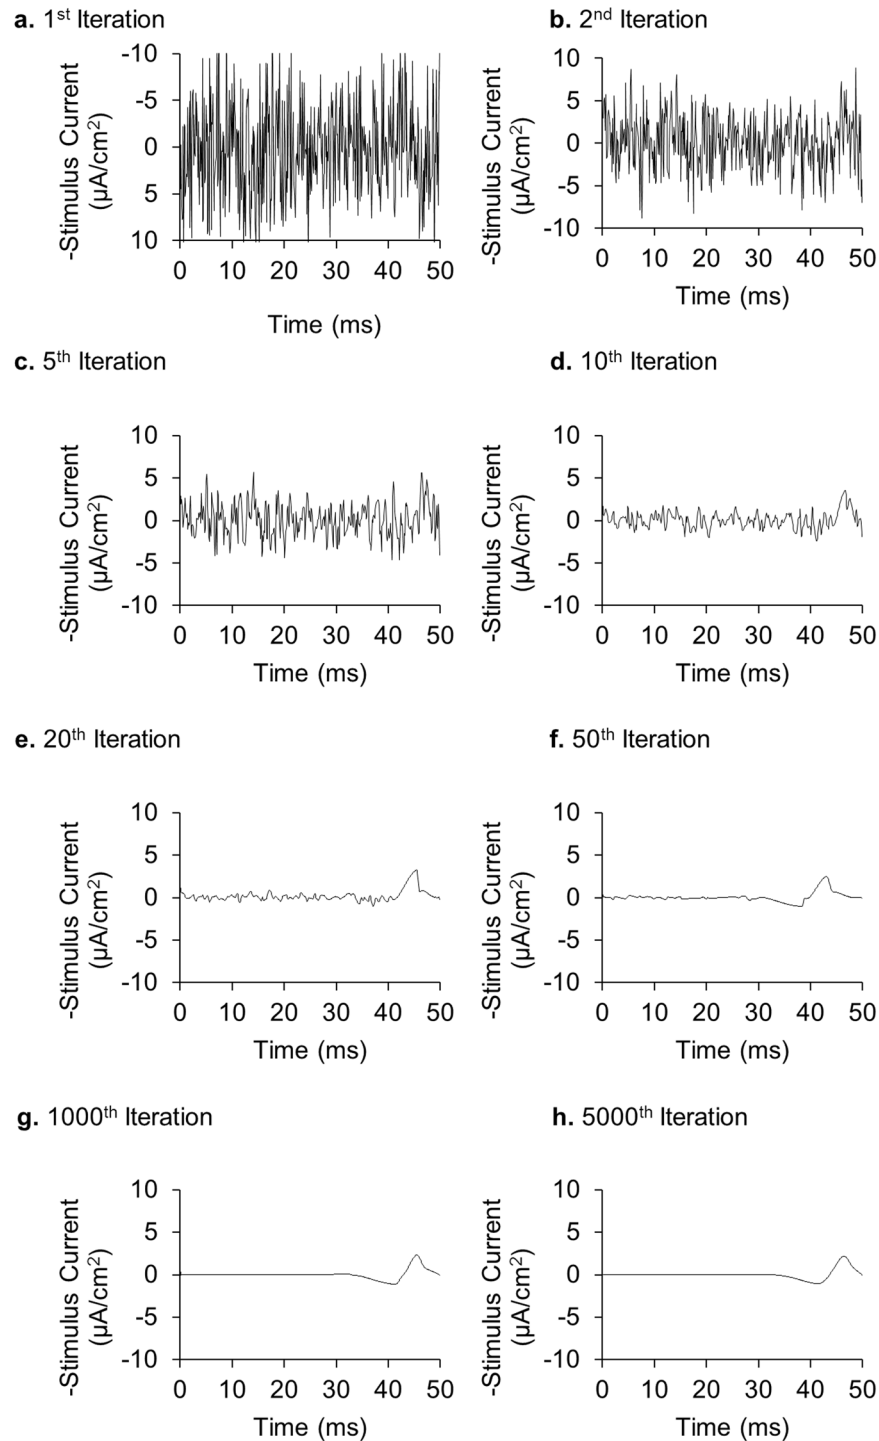 a. 1st Iteration
-Stimulus Current
(µA/cm2)
-10
-5
0
5
10
0 10 20 30 40 50
Time (ms)
b. 2nd Iteration
-Stimulus Current
(µA/cm2)
10
5
0
-5
-10
0 10 20 30 40 50
Time (ms)
c. 5th Iteration
-Stimulus Current
(µA/cm2)
10
5
0
-5
-10
0 10 20 30 40 50
Time (ms)
d. 10th Iteration
-Stimulus Current
(µA/cm2)
10
5
0
-5
-10
0 10 20 30 40 50
Time (ms)
e. 20th Iteration
-Stimulus Current
(µA/cm2)
10
5
0
-5
-10
0 10 20 30 40 50
Time (ms)
f. 50th Iteration
-Stimulus Current
(µA/cm2)
10
5
0
-5
-10
0 10 20 30 40 50
Time (ms)
g. 1000th Iteration
-Stimulus Current
(µA/cm2)
10
5
0
-5
-10
0 10 20 30 40 50
Time (ms)
h. 5000th Iteration
-Stimulus Current
(µA/cm2)
10
5
0
-5
-10
0 10 20 30 40 50
Time (ms)